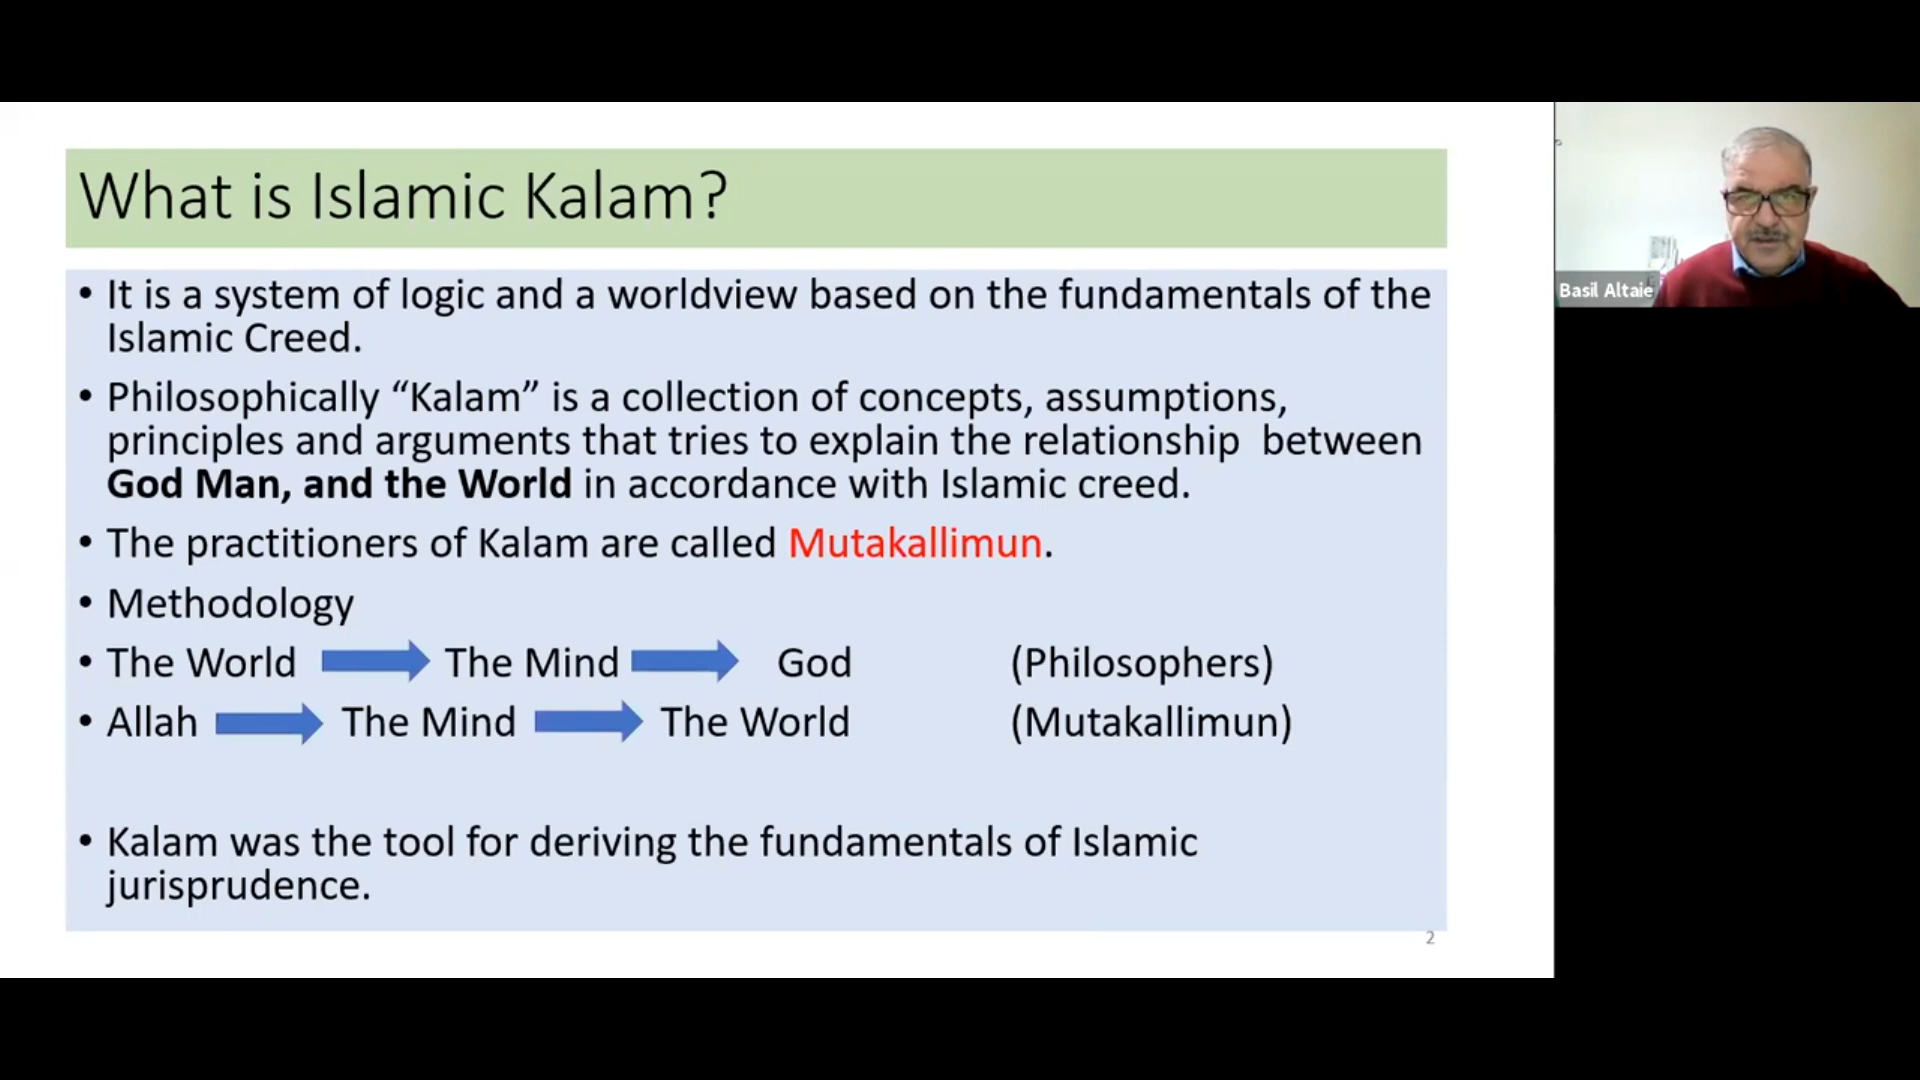 What is Islamic Kalam?
• It is a system of logic and a worldview based on the fundamentals of the
Islamic Creed.
• Philosophically “Kalam” is a collection of concepts, assumptions,
principles and arguments that tries to explain the relationship  between
God Man, and the World in accordance with Islamic creed.
• The practitioners of Kalam are called Mutakallimun.
• Methodology
• The World The Mind God (Philosophers)
• Allah The Mind The World (Mutakallimun)
• Kalam was the tool for deriving the fundamentals of Islamic
jurisprudence.
2
Basil Altaie